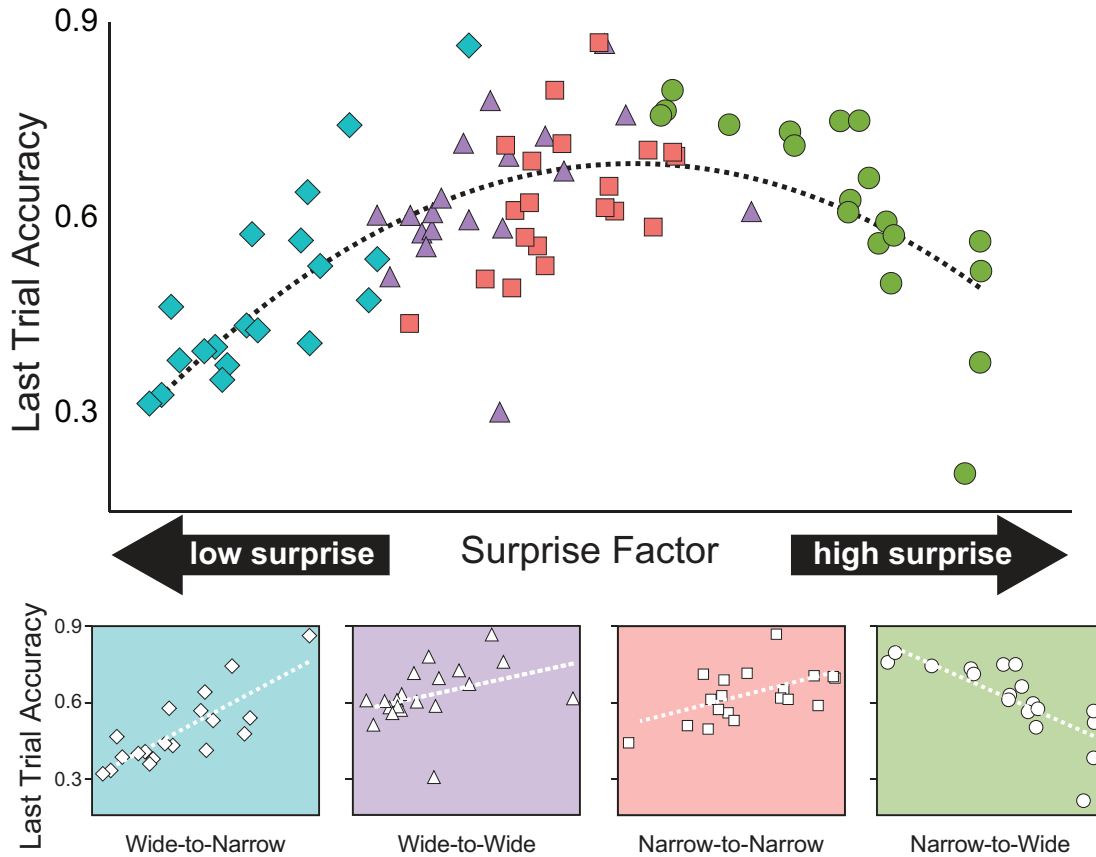 0.9
0.6
0.3
Last Trial Accuracy
low surprise
Surprise Factor
high surprise
Last Trial Accuracy
0.9
0.6
0.3
Wide-to-Narrow
Wide-to-Wide
Narrow-to-Narrow
Narrow-to-Wide